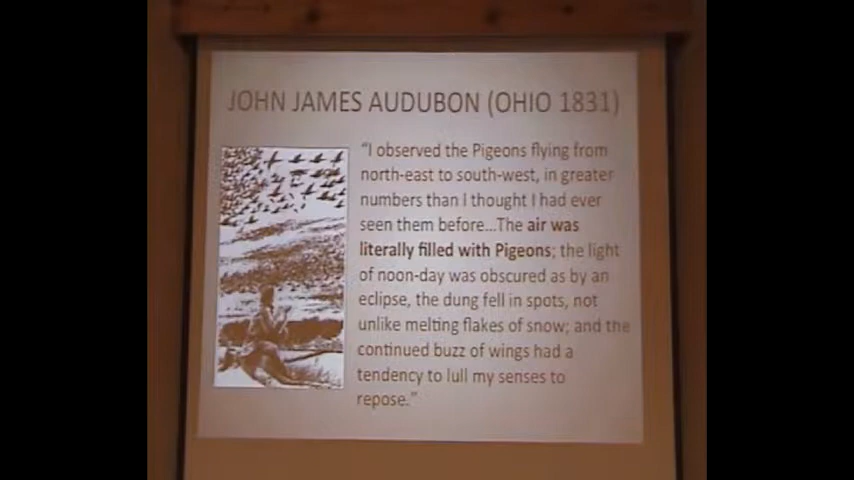 JOHN JAMES AUDUBON (OHIO 1831)
"I observed the Pigeons flying from
north-east to south-west, in greater
numbers than I thought I had ever
seen them before...The air was
literally filled with Pigeons; the light
of noon-day was obscured as by an
eclipse, the dung fell in spots, not
unlike melting flakes of snow; and the
continued buzz of wings had a
tendency to lull my senses to
repose."